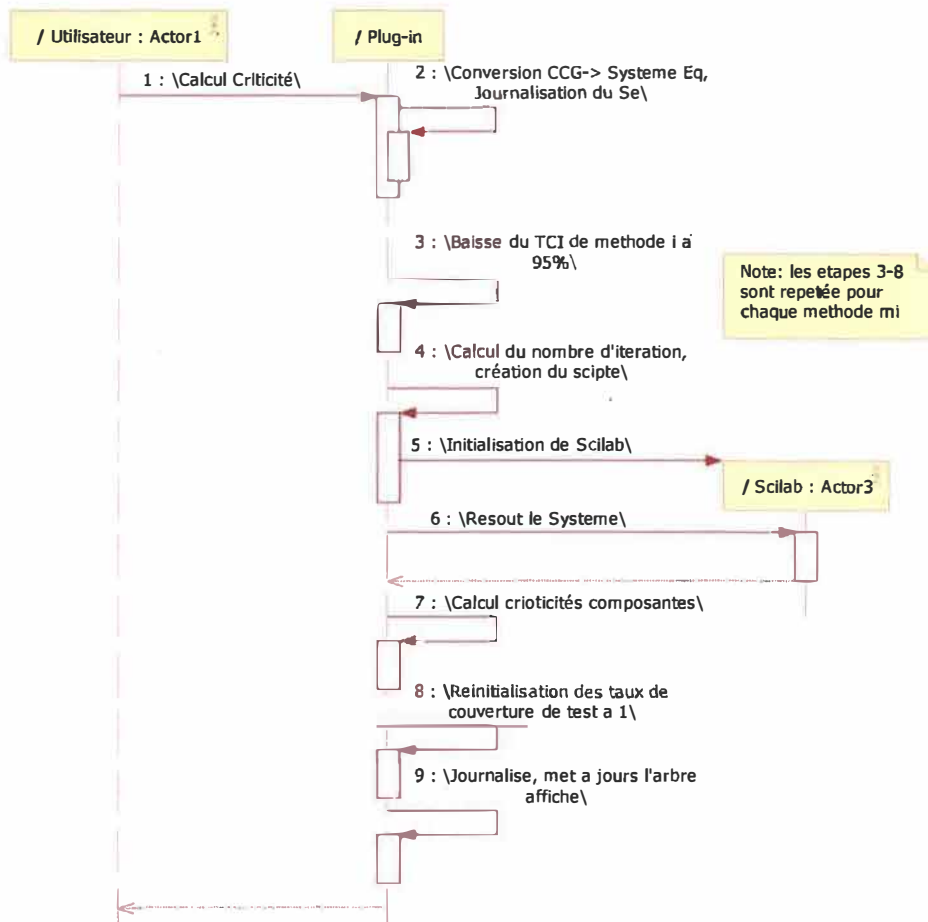 / Utilisateur : Actor1
/ Plug-in
1 : \Calcul Criticité\
2 : \Conversion CCG-> Systeme Eq,
Journalisation du Se\
3 : \Baisse du TCI de methode i a
95%\
Note: les etapes 3-8
sont repetée pour
chaque methode mi
4 : \Calcul du nombre d'iteration,
création du scipte\
5 : \Initialisation de Scilab\
/ Scilab : Actor3
6 : \Resout le Systeme\
7 : \Calcul crioticités composantes\
8 : \Reinitialisation des taux de
couverture de test a 1\
9 : \Journalise, met a jours l'arbre
affiche\